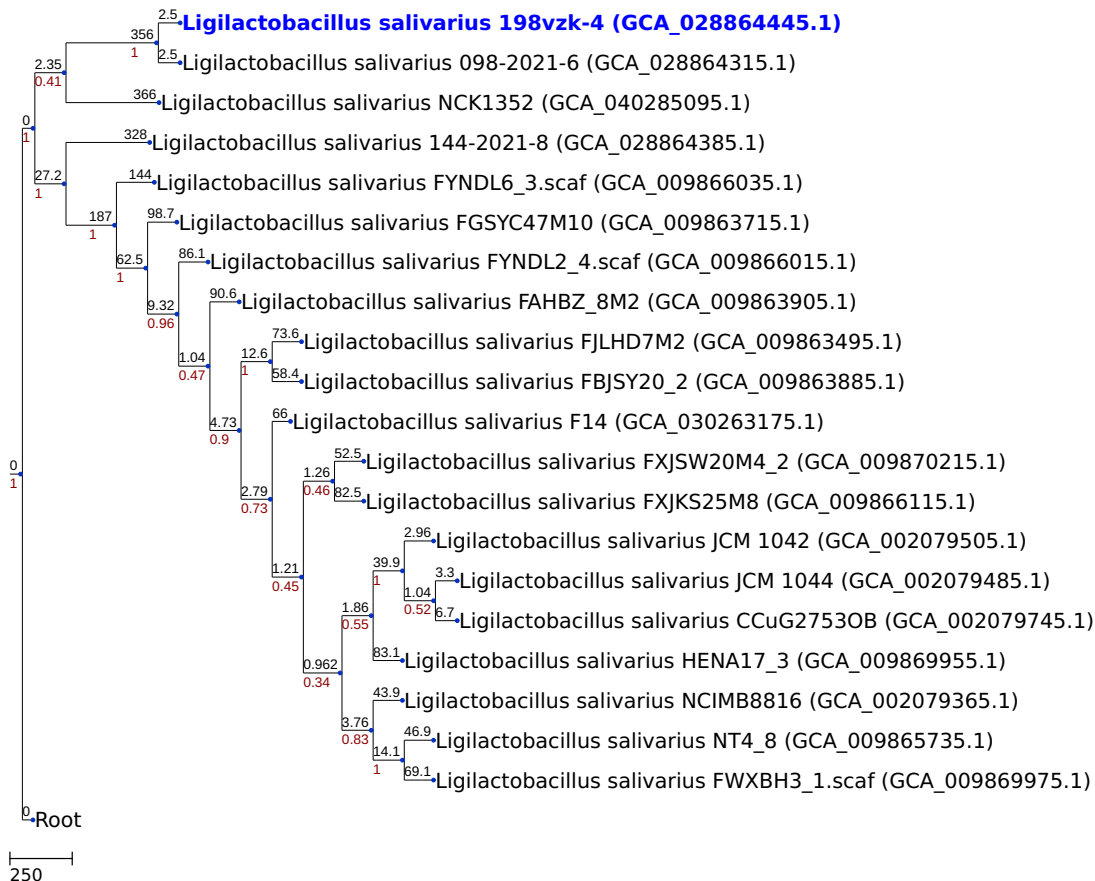 2.5
Ligilactobacillus salivarius 198vzk-4 (GCA_028864445.1)
356
1
2.5
Ligilactobacillus salivarius 098-2021-6 (GCA_028864315.1)
2.35
0.41
366
Ligilactobacillus salivarius NCK1352 (GCA_040285095.1)
0
1
328
Ligilactobacillus salivarius 144-2021-8 (GCA_028864385.1)
27.2
1
144
Ligilactobacillus salivarius FYNDL6_3.scaf (GCA_009866035.1)
187
1
98.7
Ligilactobacillus salivarius FGSYC47M10 (GCA_009863715.1)
62.5
1
86.1
Ligilactobacillus salivarius FYNDL2_4.scaf (GCA_009866015.1)
9.32
0.96
90.6
Ligilactobacillus salivarius FAHBZ_8M2 (GCA_009863905.1)
1.04
0.47
73.6
Ligilactobacillus salivarius FJLHD7M2 (GCA_009863495.1)
12.6
1
58.4
Ligilactobacillus salivarius FBJSY20_2 (GCA_009863885.1)
4.73
0.9
66
Ligilactobacillus salivarius F14 (GCA_030263175.1)
2.79
0.73
52.5
Ligilactobacillus salivarius FXJSW20M4_2 (GCA_009870215.1)
1.26
0.46
82.5
Ligilactobacillus salivarius FXJKS25M8 (GCA_009866115.1)
1.21
0.45
2.96
Ligilactobacillus salivarius JCM 1042 (GCA_002079505.1)
39.9
1
3.3
Ligilactobacillus salivarius JCM 1044 (GCA_002079485.1)
1.04
0.52
6.7
Ligilactobacillus salivarius CCuG2753OB (GCA_002079745.1)
1.86
0.55
83.1
Ligilactobacillus salivarius HENA17_3 (GCA_009869955.1)
0.962
0.34
43.9
Ligilactobacillus salivarius NCIMB8816 (GCA_002079365.1)
3.76
0.83
46.9
Ligilactobacillus salivarius NT4_8 (GCA_009865735.1)
14.1
1
69.1
Ligilactobacillus salivarius FWXBH3_1.scaf (GCA_009869975.1)
0
1
0
Root
250